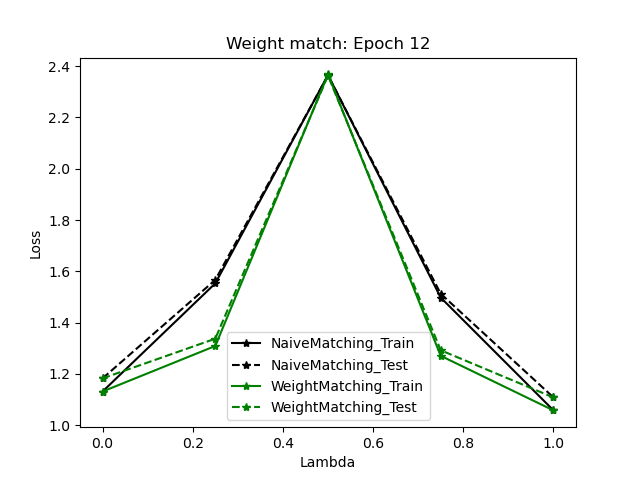 Weight match: Epoch 12
2.4
2.2
2.0
1.8
1.6
1.4
1.2
1.0
Loss
NaiveMatching_Train
NaiveMatching_Test
WeightMatching_Train
WeightMatching_Test
0.0 0.2 0.4 0.6 0.8 1.0
Lambda